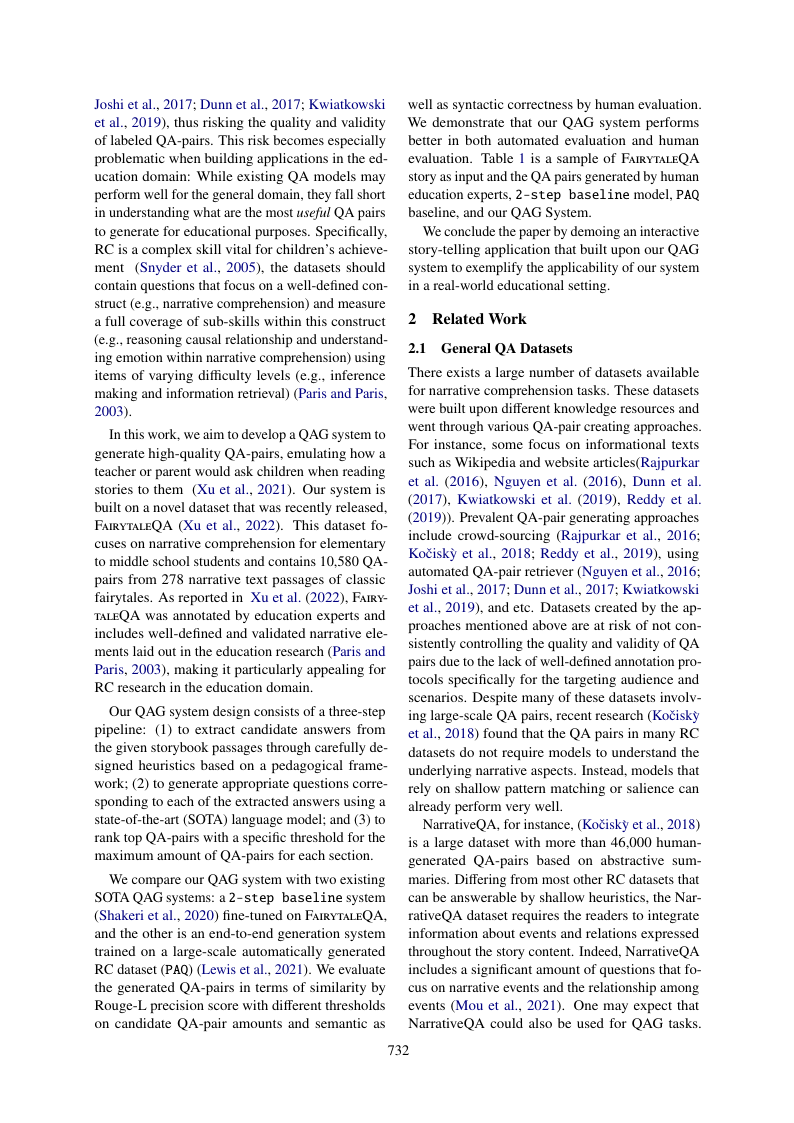 Joshi et al., 2017; Dunn et al., 2017; Kwiatkowski
et al., 2019), thus risking the quality and validity
of labeled QA-pairs. This risk becomes especially
problematic when building applications in the ed-
ucation domain: While existing QA models may
perform well for the general domain, they fall short
in understanding what are the most useful QA pairs
to generate for educational purposes. Specifically,
RC is a complex skill vital for children's achieve-
ment (Snyder et al., 2005), the datasets should
contain questions that focus on a well-defined con-
struct (e.g., narrative comprehension) and measure
a full coverage of sub-skills within this construct
(e.g., reasoning causal relationship and understand-
ing emotion within narrative comprehension) using
items of varying difficulty levels (e.g., inference
making and information retrieval) (Paris and Paris,
2003).
In this work, we aim to develop a QAG system to
generate high-quality QA-pairs, emulating how a
teacher or parent would ask children when reading
stories to them (Xu et al., 2021). Our system is
built on a novel dataset that was recently released,
FAIRYTALEQA (Xu et al., 2022). This dataset fo-
cuses on narrative comprehension for elementary
to middle school students and contains 10,580 QA-
pairs from 278 narrative text passages of classic
fairytales. As reported in Xu et al. (2022), FAIRY-
TALEQA was annotated by education experts and
includes well-defined and validated narrative ele-
ments laid out in the education research (Paris and
Paris, 2003), making it particularly appealing for
RC research in the education domain.
Our QAG system design consists of a three-step
pipeline: (1) to extract candidate answers from
the given storybook passages through carefully de-
signed heuristics based on a pedagogical frame-
work; (2) to generate appropriate questions corre-
sponding to each of the extracted answers using a
state-of-the-art (SOTA) language model; and (3) to
rank top QA-pairs with a specific threshold for the
maximum amount of QA-pairs for each section.
We compare our QAG system with two existing
SOTA QAG systems: a 2-step baseline system
(Shakeri et al., 2020) fine-tuned on FAIRYTALEQA,
and the other is an end-to-end generation system
trained on a large-scale automatically generated
RC dataset (PAQ) (Lewis et al., 2021). We evaluate
the generated QA-pairs in terms of similarity by
Rouge-L precision score with different thresholds
on candidate QA-pair amounts and semantic as
well as syntactic correctness by human evaluation.
We demonstrate that our QAG system performs
better in both automated evaluation and human
evaluation. Table 1 is a sample of FAIRYTALEQA
story as input and the QA pairs generated by human
education experts, 2-step baseline model, PAQ
baseline, and our QAG System.
We conclude the paper by demoing an interactive
story-telling application that built upon our QAG
system to exemplify the applicability of our system
in a real-world educational setting.
2 Related Work
2.1 General QA Datasets
There exists a large number of datasets available
for narrative comprehension tasks. These datasets
were built upon different knowledge resources and
went through various QA-pair creating approaches.
For instance, some focus on informational texts
such as Wikipedia and website articles(Rajpurkar
et al. (2016), Nguyen et al. (2016), Dunn et al.
(2017), Kwiatkowski et al. (2019), Reddy et al.
(2019)). Prevalent QA-pair generating approaches
include crowd-sourcing (Rajpurkar et al., 2016;
Kočiskỳ et al., 2018; Reddy et al., 2019), using
automated QA-pair retriever (Nguyen et al., 2016;
Joshi et al., 2017; Dunn et al., 2017; Kwiatkowski
et al., 2019), and etc. Datasets created by the ap-
proaches mentioned above are at risk of not con-
sistently controlling the quality and validity of QA
pairs due to the lack of well-defined annotation pro-
tocols specifically for the targeting audience and
scenarios. Despite many of these datasets involv-
ing large-scale QA pairs, recent research (Kočiskỳ
et al., 2018) found that the QA pairs in many RC
datasets do not require models to understand the
underlying narrative aspects. Instead, models that
rely on shallow pattern matching or salience can
already perform very well.
NarrativeQA, for instance, (Kočiskỳ et al., 2018)
is a large dataset with more than 46,000 human-
generated QA-pairs based on abstractive sum-
maries. Differing from most other RC datasets that
can be answerable by shallow heuristics, the Nar-
rativeQA dataset requires the readers to integrate
information about events and relations expressed
throughout the story content. Indeed, NarrativeQA
includes a significant amount of questions that fo-
cus on narrative events and the relationship among
events (Mou et al., 2021). One may expect that
NarrativeQA could also be used for QAG tasks.
732